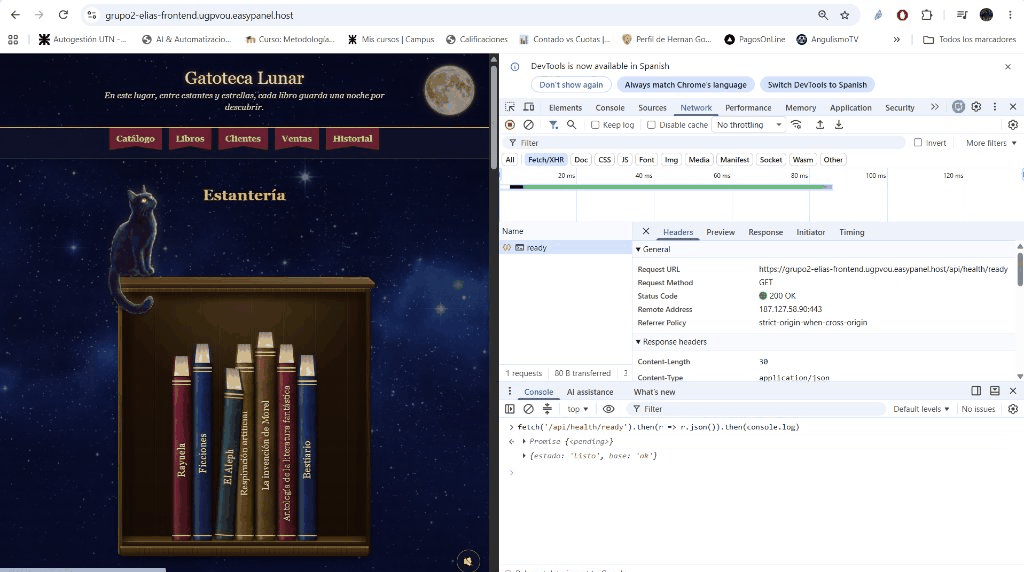 grupo2-elias-frontend.ugpvou.easypanel.host
Autogestión UTN -...
AI & Automatizacio...
Curso: Metodología...
Mis cursos | Campus
Calificaciones
Contado vs Cuotas |...
Perfil de Hernan Go...
PagosOnLine
AngulismoTV
»
Todos los marcadores
Gatoteca Lunar
En este lugar, entre estantes y estrellas, cada libro guarda una noche por
descubrir.
Catálogo
Libros
Clientes
Ventas
Historial
Estantería
Rayuela
Ficciones
El Aleph
Respiración artificial
La invención de Morel
Antología de la literatura fantástica
Bestiario
DevTools is now available in Spanish
Don't show again
Always match Chrome's language
Switch DevTools to Spanish
Elements
Console
Sources
Network
Performance
Memory
Application
Security
»
Keep log
Disable cache
No throttling
Filter
Invert
More filters
All
Fetch/XHR
Doc
CSS
JS
Font
Img
Media
Manifest
Socket
Wasm
Other
20 ms
40 ms
60 ms
80 ms
100 ms
120 ms
Name
ready
Headers
Preview
Response
Initiator
Timing
General
Request URL https://grupo2-elias-frontend.ugpvou.easypanel.host/api/health/ready
Request Method GET
Status Code 200 OK
Remote Address 187.127.58.90:443
Referrer Policy strict-origin-when-cross-origin
Response headers
Content-Length 30
Content-Type application/json
1 requests
80 B transferred
3
Console
AI assistance
What's new
top
Filter
Default levels
No issues
fetch('/api/health/ready').then(r => r.json()).then(console.log)
Promise {<pending>}
{estado: 'listo', base: 'ok'}